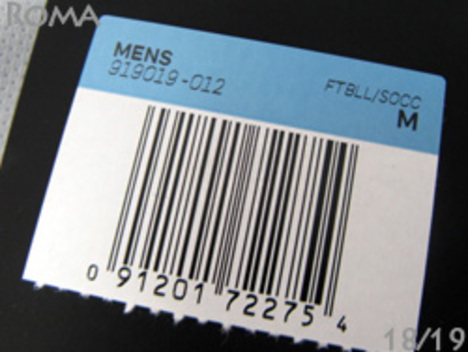 ROMA
MENS
919019-012
FTBLL/SOCC
M
0 91201 72275 4
18/19